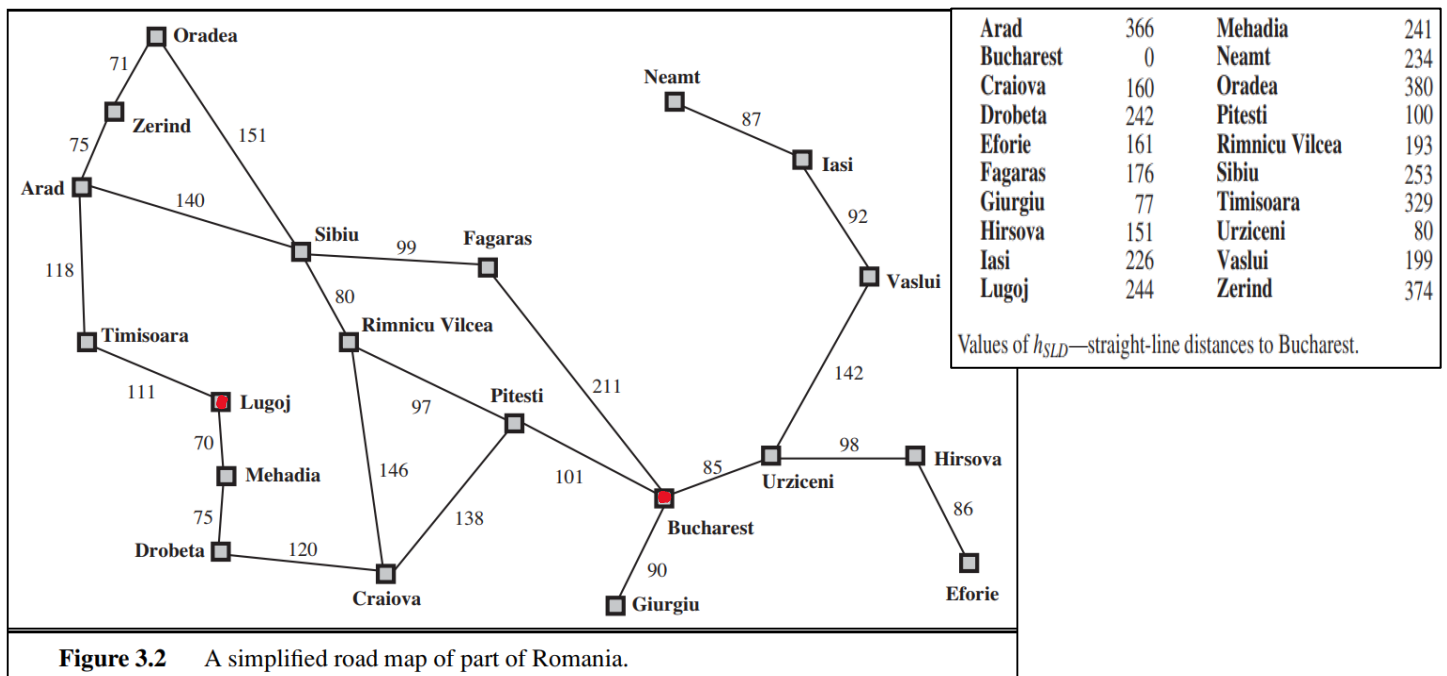 Oradea
71
Neamt
Zerind
87
151
75
Iasi
Arad
140
92
Sibiu
Fagaras
99
118
Vaslui
80
Timisoara
Rimnicu Vilcea
142
111
211
Lugoj
Pitesti
97
70
98
Hirsova
85
Mehadia
146
101
Urziceni
86
75
138
Bucharest
Drobeta
120
90
Eforie
Craiova
Giurgiu
Figure 3.2 A simplified road map of part of Romania.
Arad 366 Mehadia 241
Bucharest 0 Neamt 234
Craiova 160 Oradea 380
Drobeta 242 Pitesti 100
Eforie 161 Rimnicu Vilcea 193
Fagaras 176 Sibiu 253
Giurgiu 77 Timisoara 329
Hirsova 151 Urziceni 80
Iasi 226 Vaslui 199
Lugoj 244 Zerind 374
Values of hSLD—straight-line distances to Bucharest.